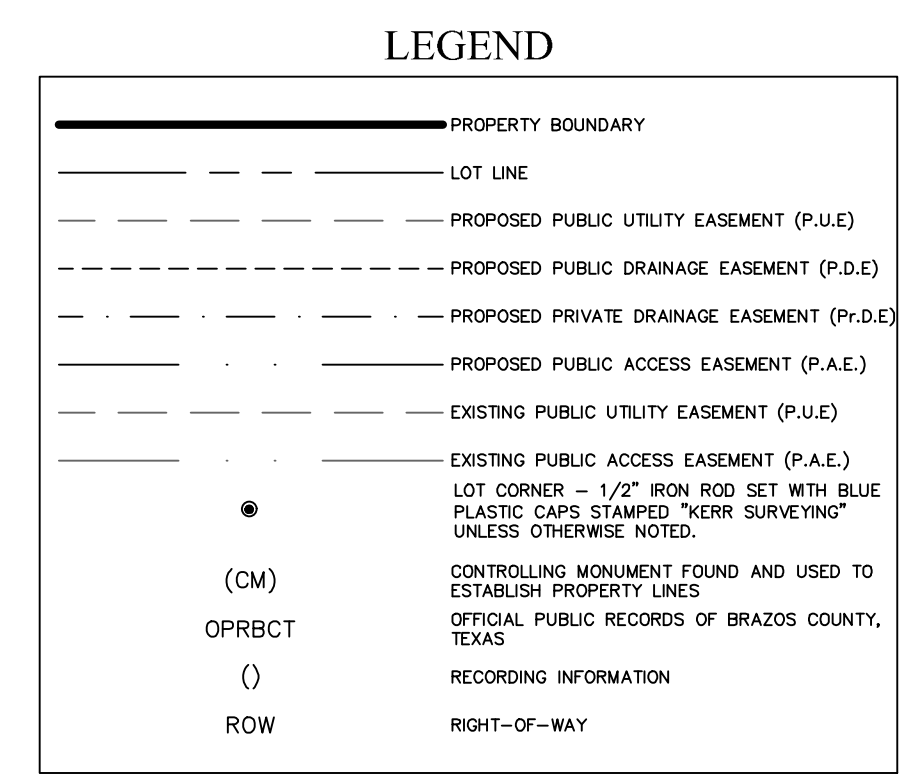 LEGEND
PROPERTY BOUNDARY
LOT LINE
PROPOSED PUBLIC UTILITY EASEMENT (P.U.E)
PROPOSED PUBLIC DRAINAGE EASEMENT (P.D.E)
PROPOSED PRIVATE DRAINAGE EASEMENT (Pr.D.E)
PROPOSED PUBLIC ACCESS EASEMENT (P.A.E.)
EXISTING PUBLIC UTILITY EASEMENT (P.U.E)
EXISTING PUBLIC ACCESS EASEMENT (P.A.E.)
LOT CORNER – 1/2" IRON ROD SET WITH BLUE
PLASTIC CAPS STAMPED "KERR SURVEYING"
UNLESS OTHERWISE NOTED.
(CM) CONTROLLING MONUMENT FOUND AND USED TO
ESTABLISH PROPERTY LINES
OPRBCT OFFICIAL PUBLIC RECORDS OF BRAZOS COUNTY,
TEXAS
() RECORDING INFORMATION
ROW RIGHT–OF–WAY